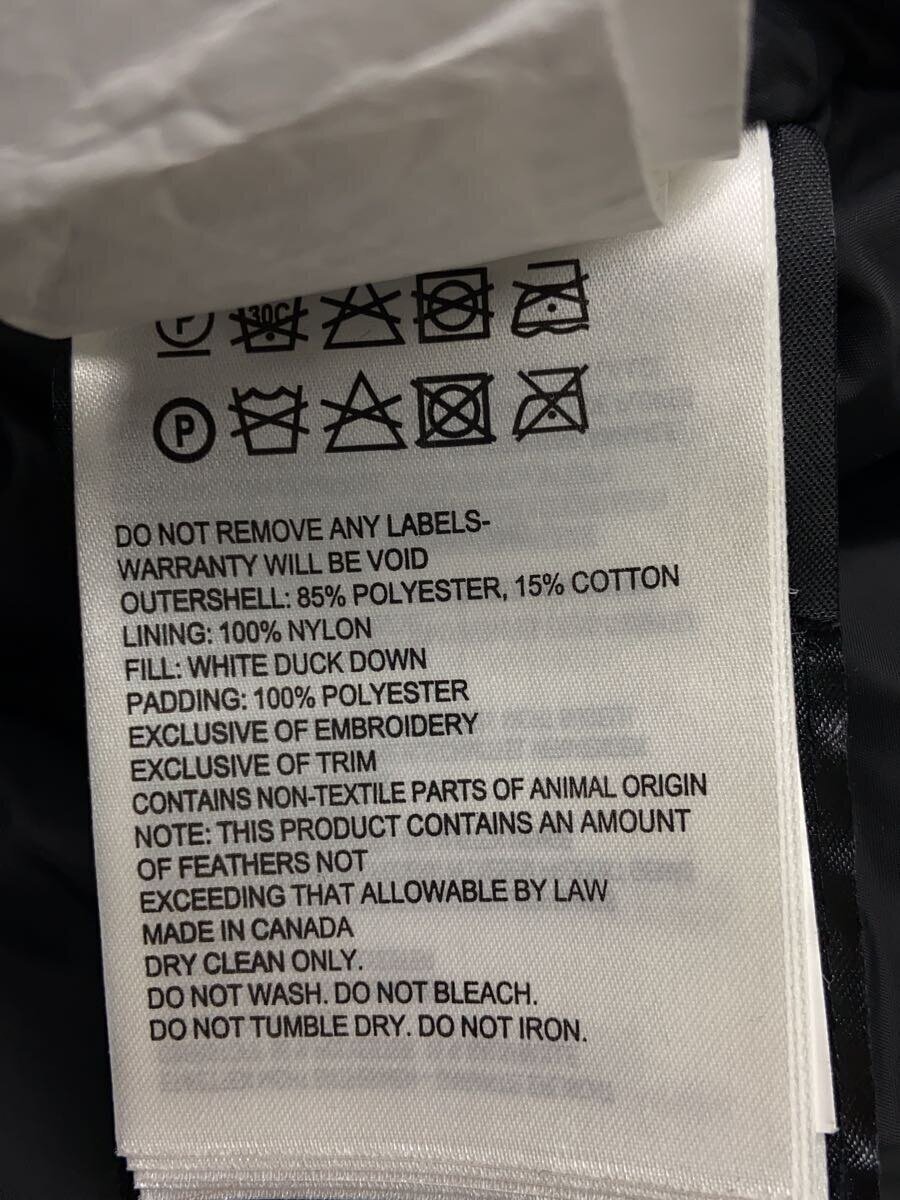 P
30C
P
DO NOT REMOVE ANY LABELS-
WARRANTY WILL BE VOID
OUTERSHELL: 85% POLYESTER, 15% COTTON
LINING: 100% NYLON
FILL: WHITE DUCK DOWN
PADDING: 100% POLYESTER
EXCLUSIVE OF EMBROIDERY
EXCLUSIVE OF TRIM
CONTAINS NON-TEXTILE PARTS OF ANIMAL ORIGIN
NOTE: THIS PRODUCT CONTAINS AN AMOUNT
OF FEATHERS NOT
EXCEEDING THAT ALLOWABLE BY LAW
MADE IN CANADA
DRY CLEAN ONLY.
DO NOT WASH. DO NOT BLEACH.
DO NOT TUMBLE DRY. DO NOT IRON.